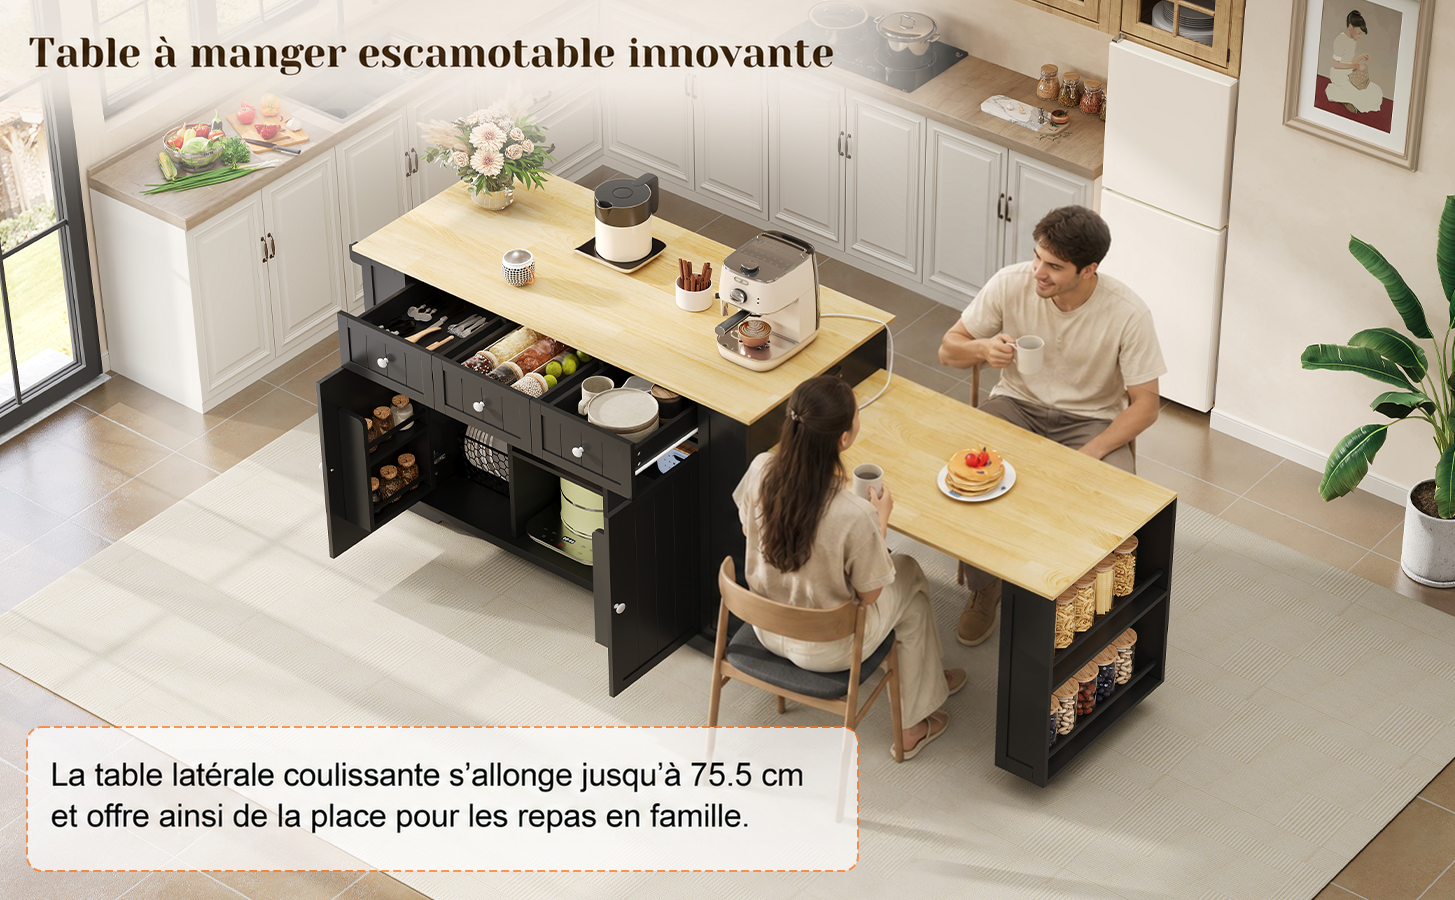 Table à manger escamotable innovante
La table latérale coulissante s’allonge jusqu’à 75.5 cm
et offre ainsi de la place pour les repas en famille.